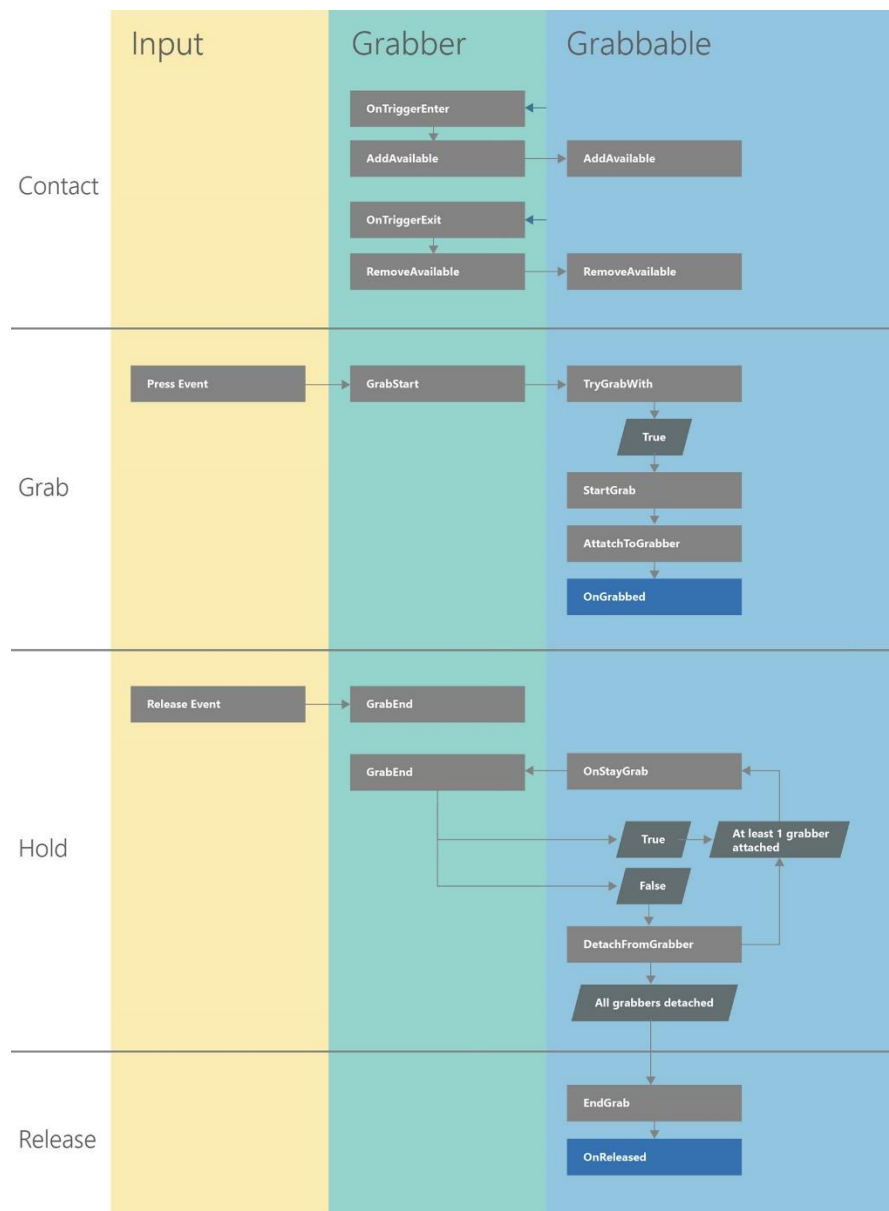 Input
Grabber
Grabbable
Contact
OnTriggerEnter
AddAvailable
AddAvailable
OnTriggerExit
RemoveAvailable
RemoveAvailable
Grab
Press Event
GrabStart
TryGrabWith
True
StartGrab
AttatchToGrabber
OnGrabbed
Hold
Release Event
GrabEnd
GrabEnd
OnStayGrab
True
At least 1 grabber
attached
False
DetachFromGrabber
All grabbers detached
Release
EndGrab
OnReleased